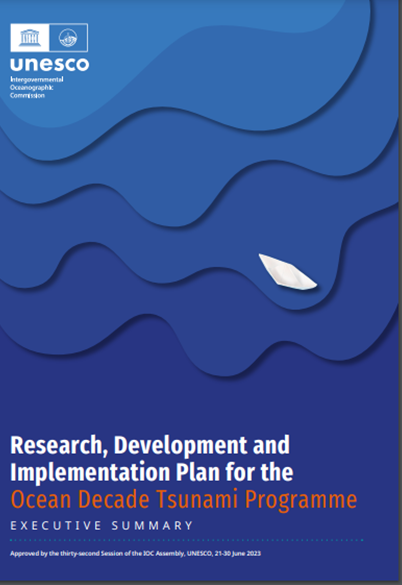 unesco
Intergovernmental
Oceanographic
Commission
Research, Development and
Implementation Plan for the
Ocean Decade Tsunami Programme
EXECUTIVE SUMMARY
Approved by the thirty-second Session of the IOC Assembly, UNESCO, 21-30 June 2023